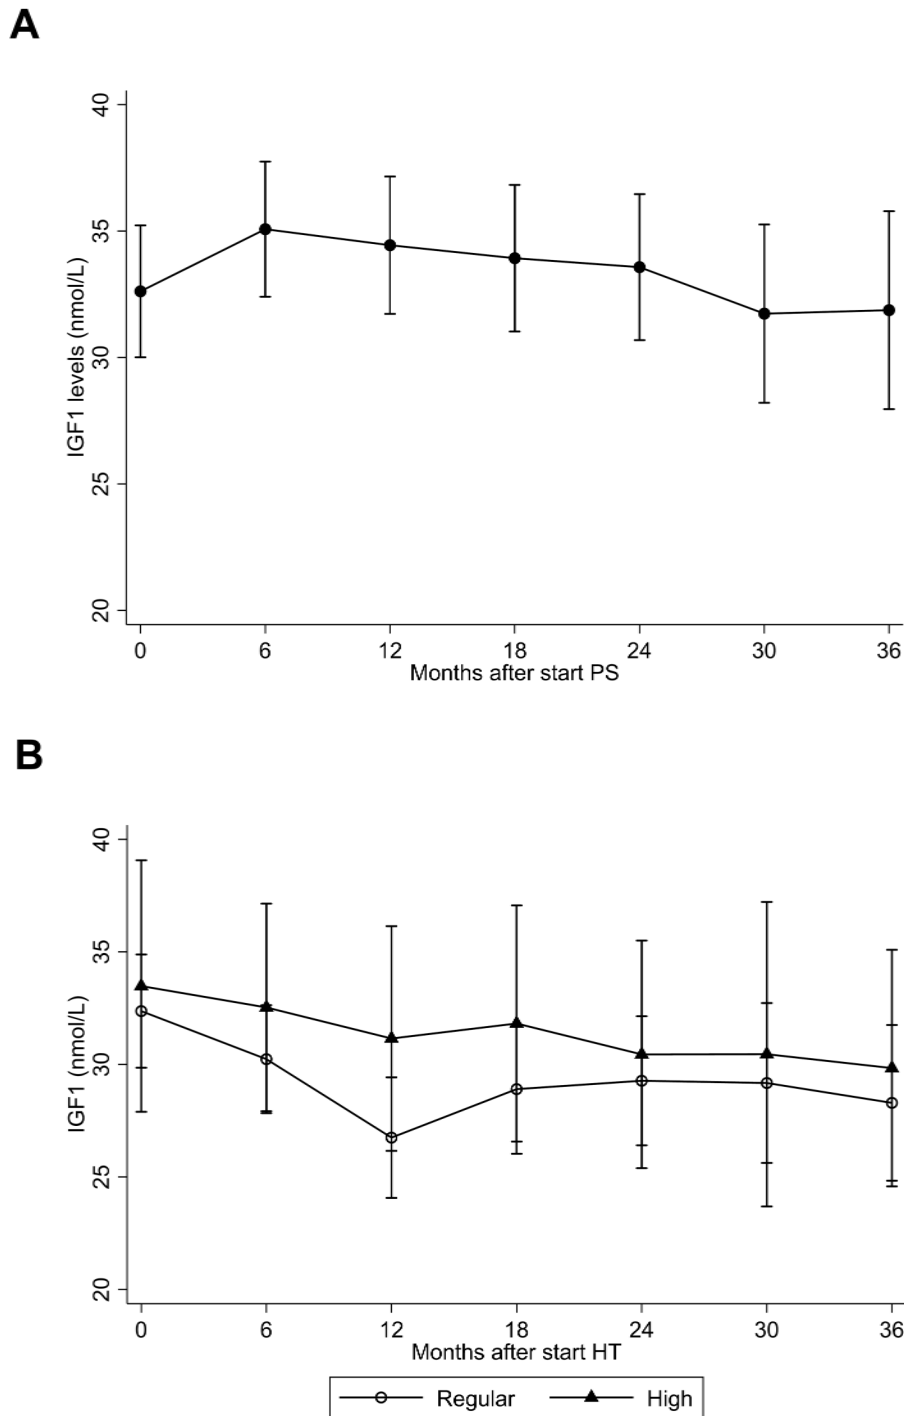 A
IGF1 levels (nmol/L)
40
35
30
25
20
0 6 12 18 24 30 36
Months after start PS
B
IGF1 (nmol/L)
40
35
30
25
20
0 6 12 18 24 30 36
Months after start HT
Regular High